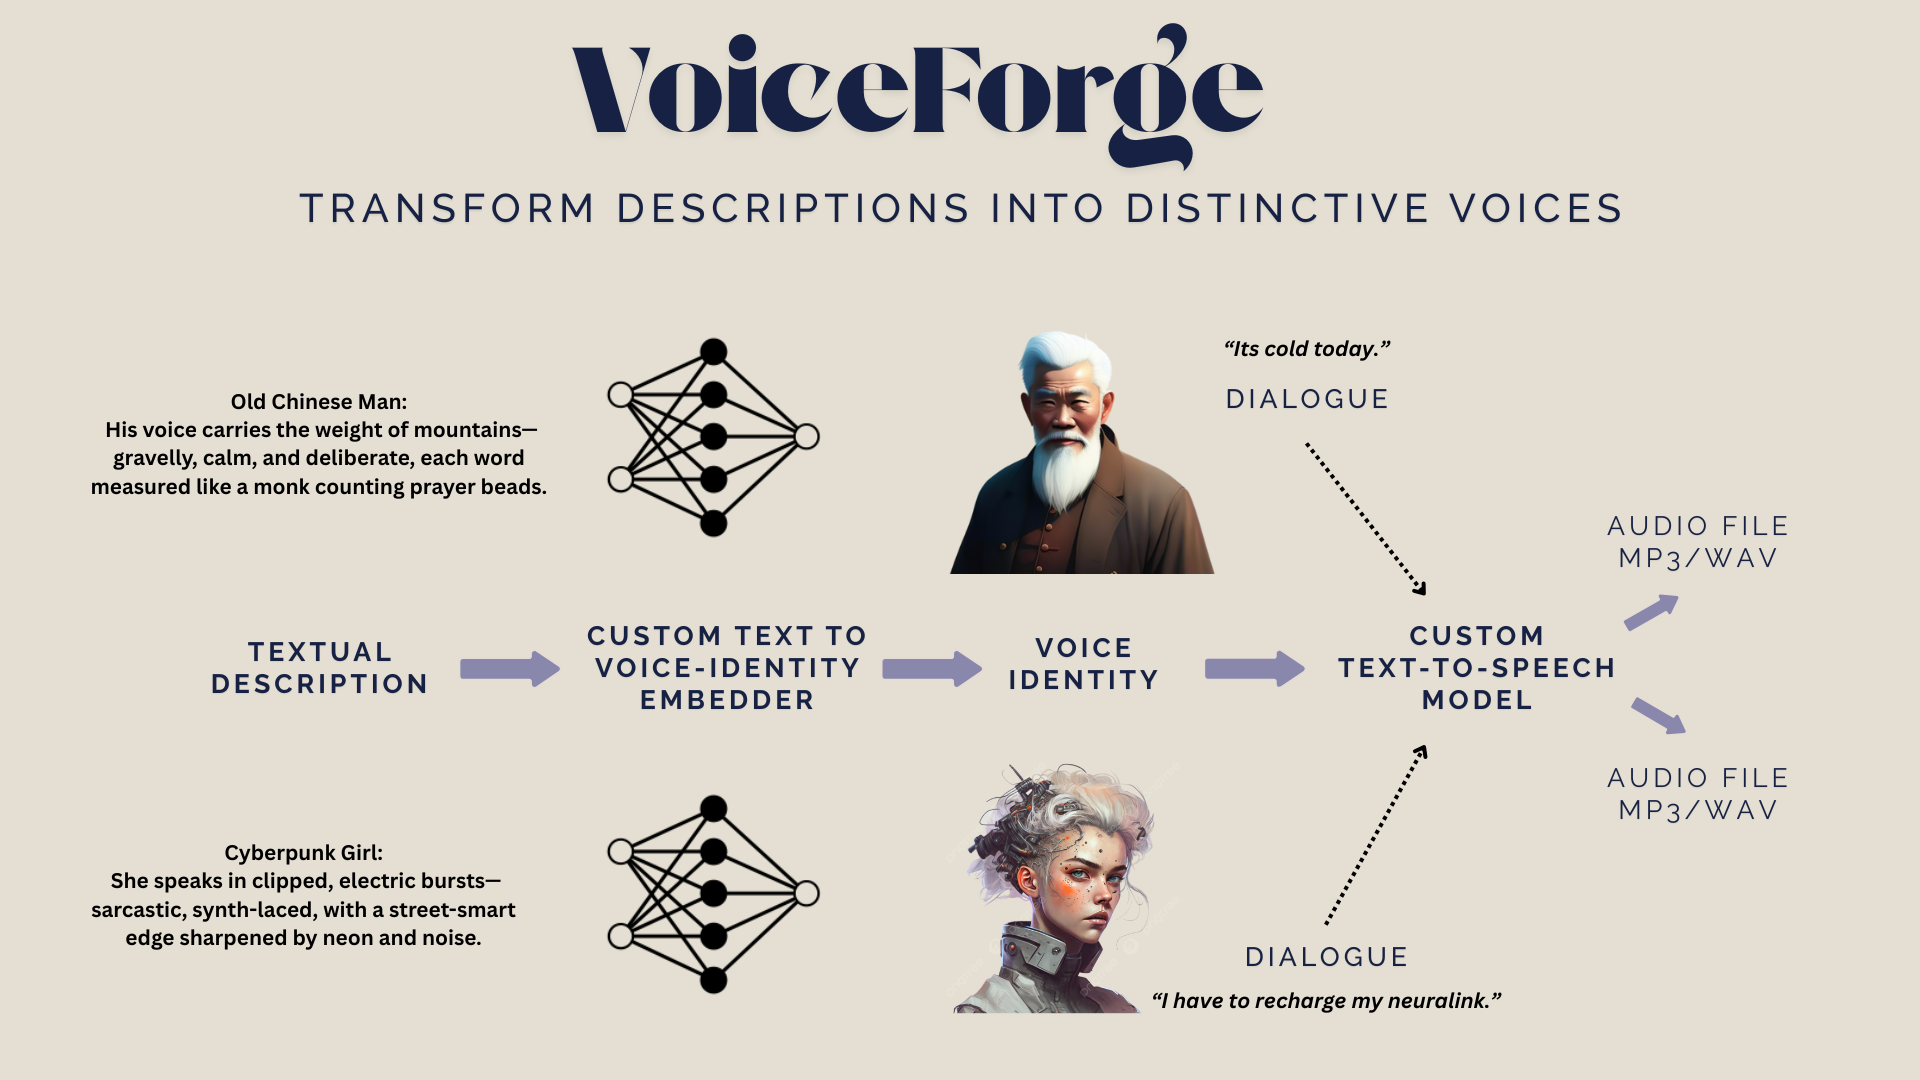 VoiceForge
TRANSFORM DESCRIPTIONS INTO DISTINCTIVE VOICES
Old Chinese Man:
His voice carries the weight of mountains—
gravelly, calm, and deliberate, each word
measured like a monk counting prayer beads.
“Its cold today.”
DIALOGUE
TEXTUAL
DESCRIPTION
CUSTOM TEXT TO
VOICE-IDENTITY
EMBEDDER
VOICE
IDENTITY
CUSTOM
TEXT-TO-SPEECH
MODEL
AUDIO FILE
MP3/WAV
AUDIO FILE
MP3/WAV
Cyberpunk Girl:
She speaks in clipped, electric bursts—
sarcastic, synth-laced, with a street-smart
edge sharpened by neon and noise.
DIALOGUE
“I have to recharge my neuralink.”